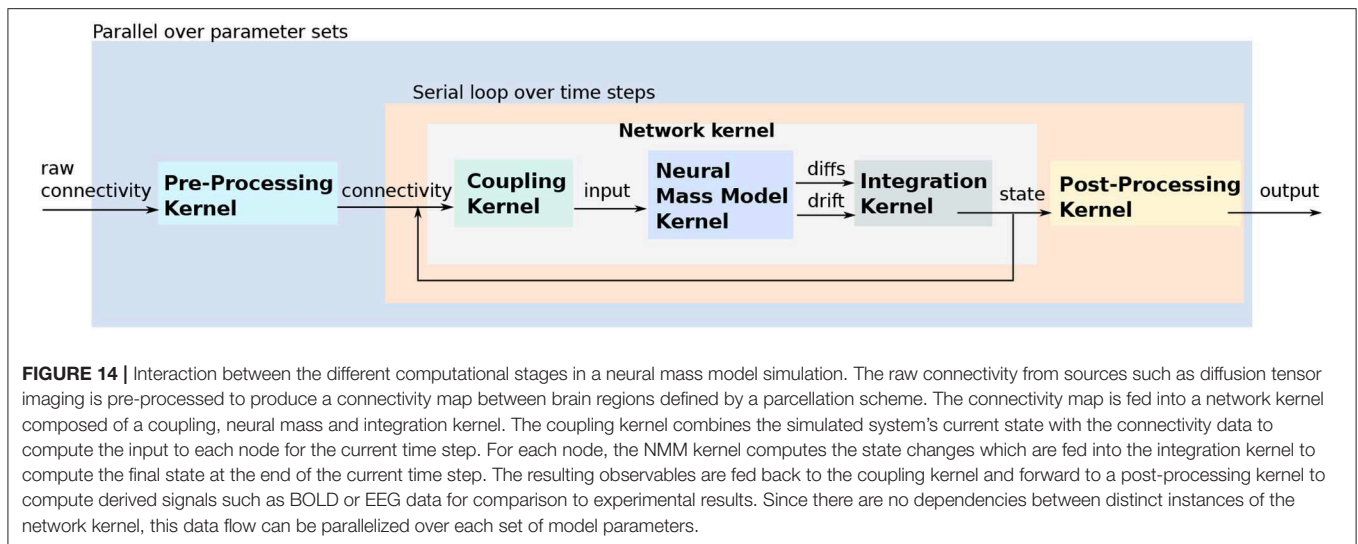 Parallel over parameter sets
Serial loop over time steps
Network kernel
raw
connectivity
Pre-Processing
Kernel
connectivity
Coupling
Kernel
input
Neural
Mass Model
Kernel
diffs
drift
Integration
Kernel
state
Post-Processing
Kernel
output
FIGURE 14 | Interaction between the different computational stages in a neural mass model simulation. The raw connectivity from sources such as diffusion tensor
imaging is pre-processed to produce a connectivity map between brain regions defined by a parcellation scheme. The connectivity map is fed into a network kernel
composed of a coupling, neural mass and integration kernel. The coupling kernel combines the simulated system's current state with the connectivity data to
compute the input to each node for the current time step. For each node, the NMM kernel computes the state changes which are fed into the integration kernel to
compute the final state at the end of the current time step. The resulting observables are fed back to the coupling kernel and forward to a post-processing kernel to
compute derived signals such as BOLD or EEG data for comparison to experimental results. Since there are no dependencies between distinct instances of the
network kernel, this data flow can be parallelized over each set of model parameters.